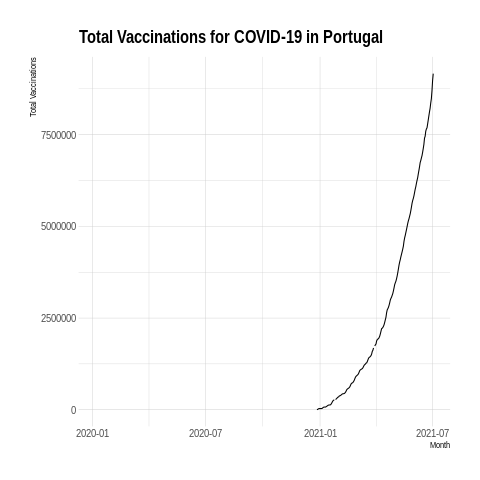 Total Vaccinations for COVID-19 in Portugal
Total Vaccinations
7500000
5000000
2500000
0
2020-01 2020-07 2021-01 2021-07
Month